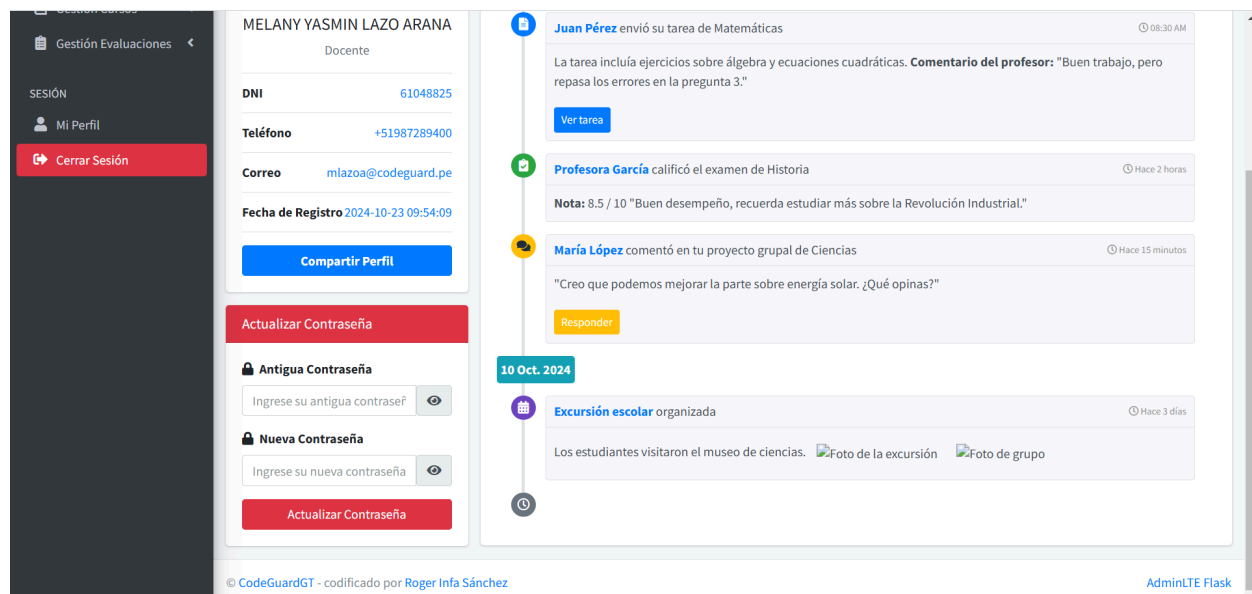 Gestión Cursos
Gestión Evaluaciones
SESIÓN
Mi Perfil
Cerrar Sesión
MELANY YASMIN LAZO ARANA
Docente
DNI 61048825
Teléfono +51987289400
Correo mlazoa@codeguard.pe
Fecha de Registro 2024-10-23 09:54:09
Compartir Perfil
Actualizar Contraseña
Antigua Contraseña
Ingrese su antigua contraseñ
Nueva Contraseña
Ingrese su nueva contraseña
Actualizar Contraseña
Juan Pérez envió su tarea de Matemáticas 08:30 AM
La tarea incluía ejercicios sobre álgebra y ecuaciones cuadráticas. Comentario del profesor: "Buen trabajo, pero
repasa los errores en la pregunta 3."
Ver tarea
Profesora García calificó el examen de Historia Hace 2 horas
Nota: 8.5 / 10 "Buen desempeño, recuerda estudiar más sobre la Revolución Industrial."
María López comentó en tu proyecto grupal de Ciencias Hace 15 minutos
"Creo que podemos mejorar la parte sobre energía solar. ¿Qué opinas?"
Responder
10 Oct. 2024
Excursión escolar organizada Hace 3 días
Los estudiantes visitaron el museo de ciencias. Foto de la excursión Foto de grupo
© CodeGuardGT - codificado por Roger Infa Sánchez AdminLTE Flask